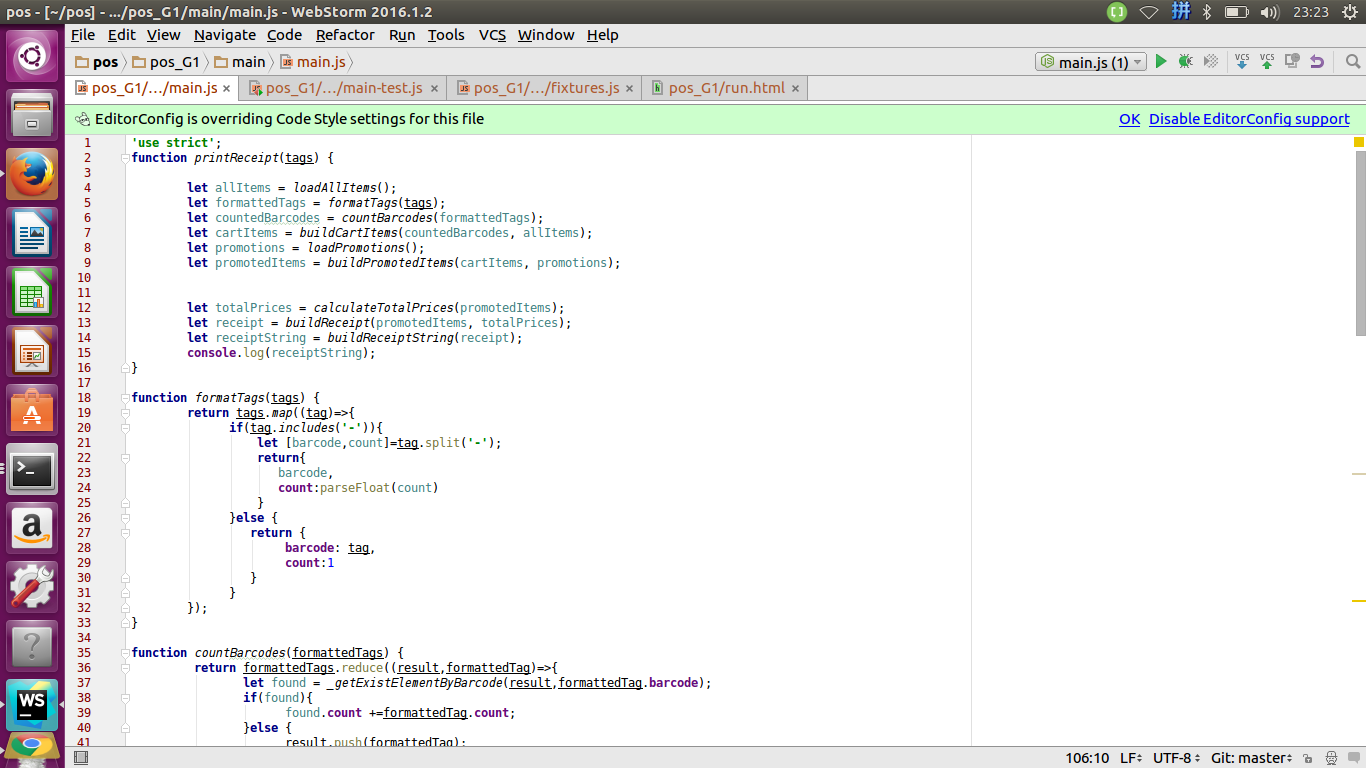 pos - [~/pos] - .../pos_G1/main/main.js - WebStorm 2016.1.2
拼
23:23
File Edit View Navigate Code Refactor Run Tools VCS Window Help
pos pos_G1 main main.js
main.js (1)
VCS VCS
pos_G1/.../main.js × pos_G1/.../main-test.js × pos_G1/.../fixtures.js × pos_G1/run.html ×
EditorConfig is overriding Code Style settings for this file OK Disable EditorConfig support
1 'use strict';
2 function printReceipt(tags) {
3
4 let allItems = loadAllItems();
5 let formattedTags = formatTags(tags);
6 let countedBarcodes = countBarcodes(formattedTags);
7 let cartItems = buildCartItems(countedBarcodes, allItems);
8 let promotions = loadPromotions();
9 let promotedItems = buildPromotedItems(cartItems, promotions);
10
11
12 let totalPrices = calculateTotalPrices(promotedItems);
13 let receipt = buildReceipt(promotedItems, totalPrices);
14 let receiptString = buildReceiptString(receipt);
15 console.log(receiptString);
16 }
17
18 function formatTags(tags) {
19 return tags.map((tag)=>{
20 if(tag.includes('-')){
21 let [barcode,count]=tag.split('-');
22 return{
23 barcode,
24 count:parseFloat(count)
25 }
26 }else {
27 return {
28 barcode: tag,
29 count:1
30 }
31 }
32 });
33 }
34
35 function countBarcodes(formattedTags) {
36 return formattedTags.reduce((result,formattedTag)=>{
37 let found = _getExistElementByBarcode(result,formattedTag.barcode);
38 if(found){
39 found.count +=formattedTag.count;
40 }else {
41 result.push(formattedTag);
WS
106:10 LF UTF-8 Git: master